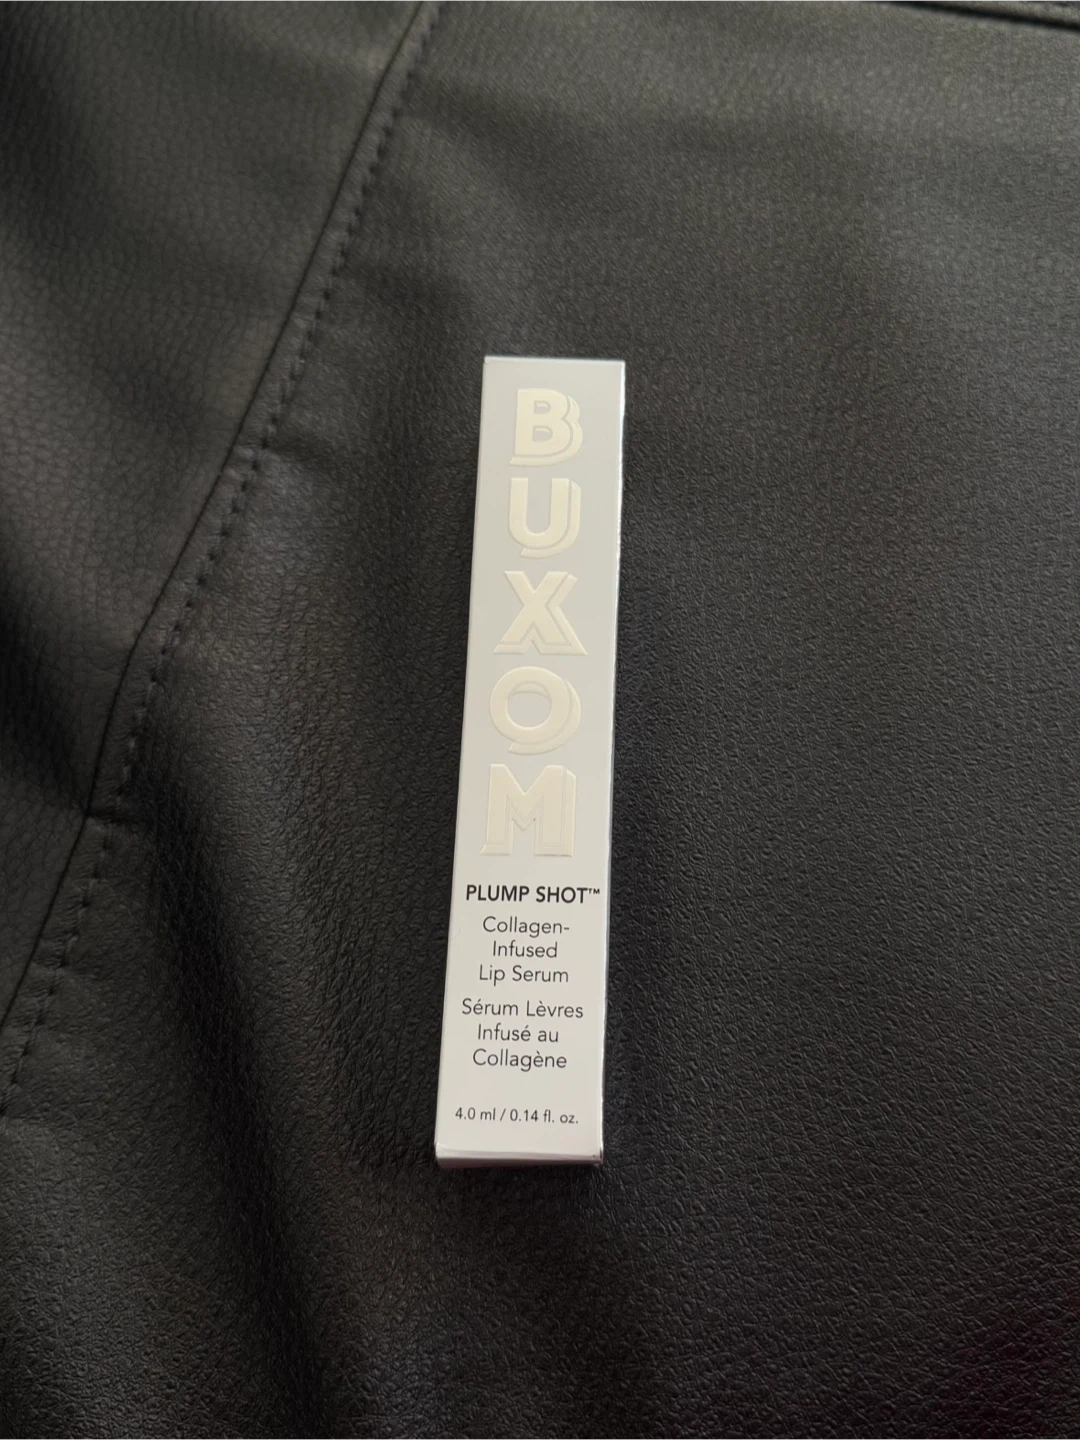 BUXOM
PLUMP SHOT™
Collagen-
Infused
Lip Serum
Sérum Lèvres
Infusé au
Collagène
4.0 ml / 0.14 fl. oz.